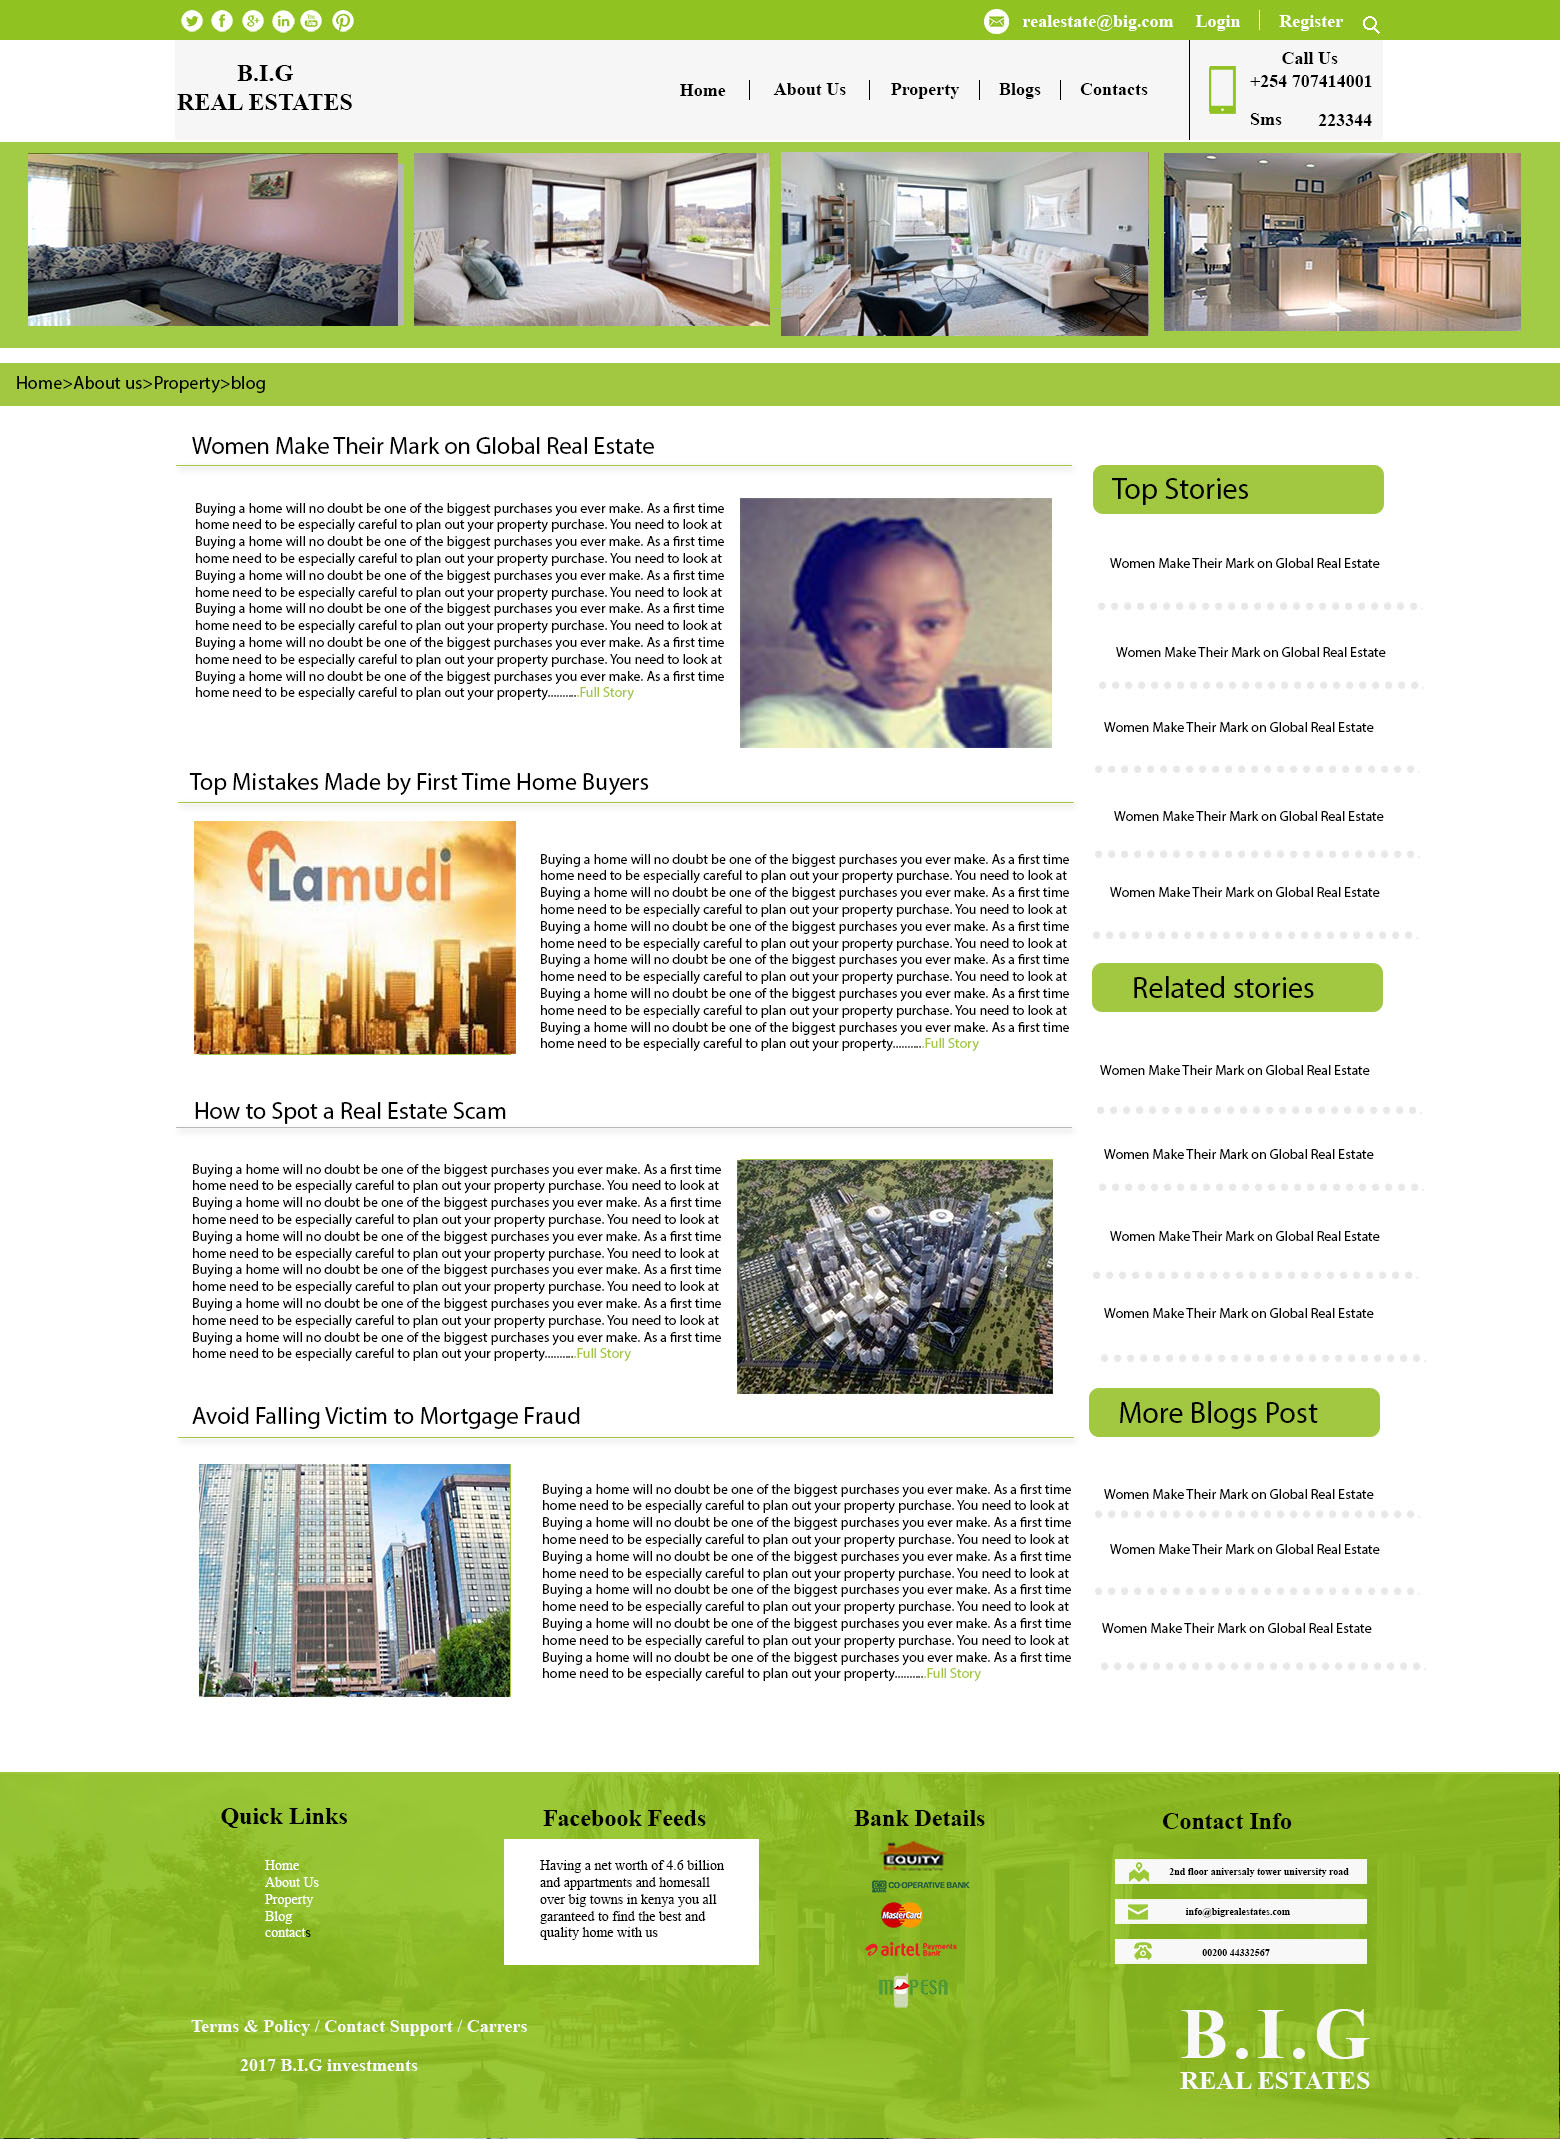 realestate@big.com Login Register
B.I.G
REAL ESTATES
Home About Us Property Blogs Contacts
Call Us
+254 707414001
Sms 223344
Home>About us>Property>blog
Women Make Their Mark on Global Real Estate
Buying a home will no doubt be one of the biggest purchases you ever make. As a first time
home need to be especially careful to plan out your property purchase. You need to look at
Buying a home will no doubt be one of the biggest purchases you ever make. As a first time
home need to be especially careful to plan out your property purchase. You need to look at
Buying a home will no doubt be one of the biggest purchases you ever make. As a first time
home need to be especially careful to plan out your property purchase. You need to look at
Buying a home will no doubt be one of the biggest purchases you ever make. As a first time
home need to be especially careful to plan out your property purchase. You need to look at
Buying a home will no doubt be one of the biggest purchases you ever make. As a first time
home need to be especially careful to plan out your property purchase. You need to look at
Buying a home will no doubt be one of the biggest purchases you ever make. As a first time
home need to be especially careful to plan out your property...........Full Story
Top Mistakes Made by First Time Home Buyers
Lamudi
Buying a home will no doubt be one of the biggest purchases you ever make. As a first time
home need to be especially careful to plan out your property purchase. You need to look at
Buying a home will no doubt be one of the biggest purchases you ever make. As a first time
home need to be especially careful to plan out your property purchase. You need to look at
Buying a home will no doubt be one of the biggest purchases you ever make. As a first time
home need to be especially careful to plan out your property purchase. You need to look at
Buying a home will no doubt be one of the biggest purchases you ever make. As a first time
home need to be especially careful to plan out your property purchase. You need to look at
Buying a home will no doubt be one of the biggest purchases you ever make. As a first time
home need to be especially careful to plan out your property purchase. You need to look at
Buying a home will no doubt be one of the biggest purchases you ever make. As a first time
home need to be especially careful to plan out your property...........Full Story
How to Spot a Real Estate Scam
Buying a home will no doubt be one of the biggest purchases you ever make. As a first time
home need to be especially careful to plan out your property purchase. You need to look at
Buying a home will no doubt be one of the biggest purchases you ever make. As a first time
home need to be especially careful to plan out your property purchase. You need to look at
Buying a home will no doubt be one of the biggest purchases you ever make. As a first time
home need to be especially careful to plan out your property purchase. You need to look at
Buying a home will no doubt be one of the biggest purchases you ever make. As a first time
home need to be especially careful to plan out your property purchase. You need to look at
Buying a home will no doubt be one of the biggest purchases you ever make. As a first time
home need to be especially careful to plan out your property purchase. You need to look at
Buying a home will no doubt be one of the biggest purchases you ever make. As a first time
home need to be especially careful to plan out your property...........Full Story
Avoid Falling Victim to Mortgage Fraud
Buying a home will no doubt be one of the biggest purchases you ever make. As a first time
home need to be especially careful to plan out your property purchase. You need to look at
Buying a home will no doubt be one of the biggest purchases you ever make. As a first time
home need to be especially careful to plan out your property purchase. You need to look at
Buying a home will no doubt be one of the biggest purchases you ever make. As a first time
home need to be especially careful to plan out your property purchase. You need to look at
Buying a home will no doubt be one of the biggest purchases you ever make. As a first time
home need to be especially careful to plan out your property purchase. You need to look at
Buying a home will no doubt be one of the biggest purchases you ever make. As a first time
home need to be especially careful to plan out your property purchase. You need to look at
Buying a home will no doubt be one of the biggest purchases you ever make. As a first time
home need to be especially careful to plan out your property...........Full Story
Top Stories
Women Make Their Mark on Global Real Estate
Women Make Their Mark on Global Real Estate
Women Make Their Mark on Global Real Estate
Women Make Their Mark on Global Real Estate
Women Make Their Mark on Global Real Estate
Related stories
Women Make Their Mark on Global Real Estate
Women Make Their Mark on Global Real Estate
Women Make Their Mark on Global Real Estate
Women Make Their Mark on Global Real Estate
More Blogs Post
Women Make Their Mark on Global Real Estate
Women Make Their Mark on Global Real Estate
Women Make Their Mark on Global Real Estate
Quick Links
Home
About Us
Property
Blog
contacts
Facebook Feeds
Having a net worth of 4.6 billion
and appartments and homesall
over big towns in kenya you all
garanteed to find the best and
quality home with us
Bank Details
EQUITY
CO-OPERATIVE BANK
MasterCard
airtel Payments Bank
M-PESA
Contact Info
2nd floor aniversaly tower university road
info@bigrealestates.com
00200 44332567
Terms & Policy / Contact Support / Carrers
2017 B.I.G investments
B.I.G
REAL ESTATES